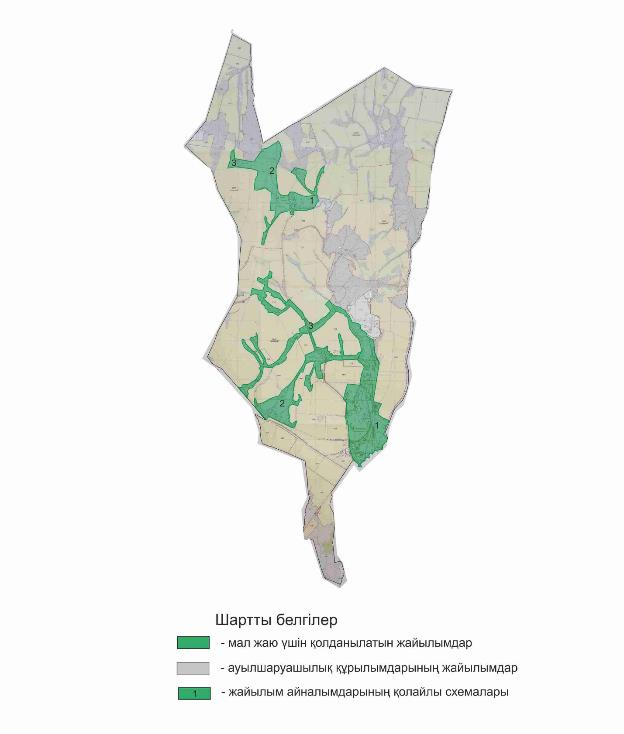 3
2
1
3
2
1
Шартты белгілер
- мал жаю үшін қолданылатын жайылымдар
- ауылшаруашылық құрылымдарының жайылымдар
1 - жайылым айналымдарының қолайлы схемалары